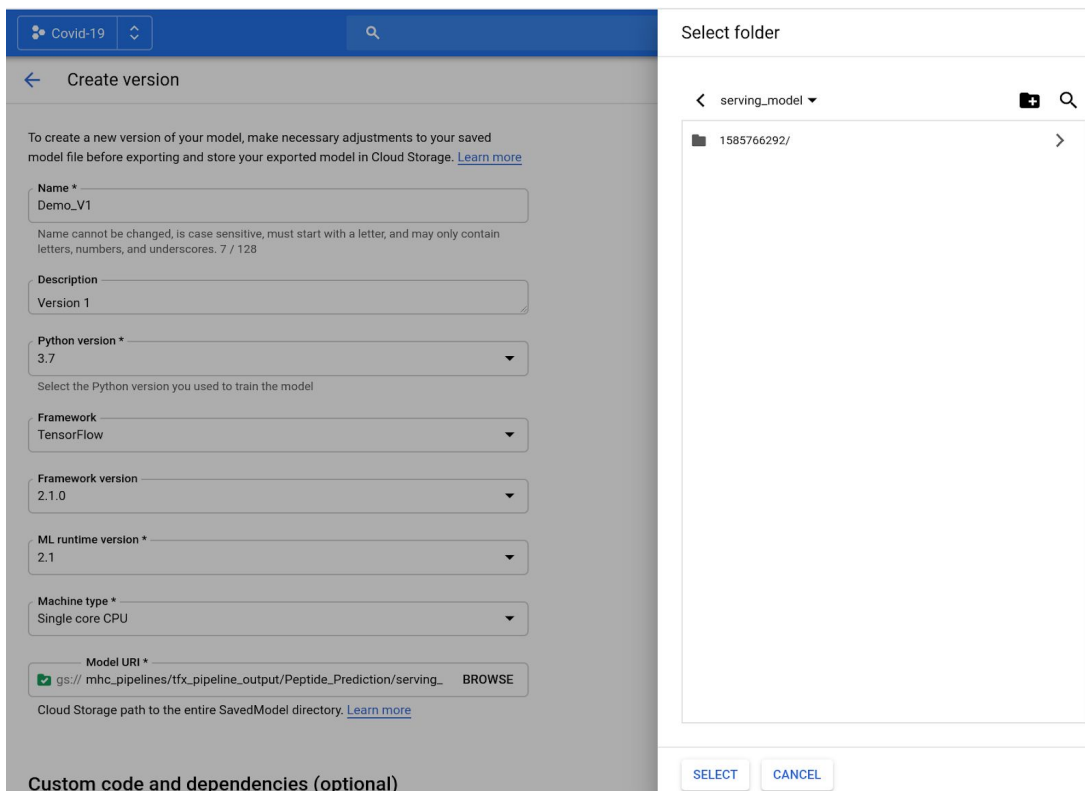 Covid-19
Create version
To create a new version of your model, make necessary adjustments to your saved
model file before exporting and store your exported model in Cloud Storage. Learn more
Name *
Demo_V1
Name cannot be changed, is case sensitive, must start with a letter, and may only contain
letters, numbers, and underscores. 7 / 128
Description
Version 1
Python version *
3.7
Select the Python version you used to train the model
Framework
TensorFlow
Framework version
2.1.0
ML runtime version *
2.1
Machine type *
Single core CPU
Model URI *
gs:// mhc_pipelines/tfx_pipeline_output/Peptide_Prediction/serving_ BROWSE
Cloud Storage path to the entire SavedModel directory. Learn more
Custom code and dependencies (optional)
Select folder
serving_model
1585766292/
SELECT CANCEL